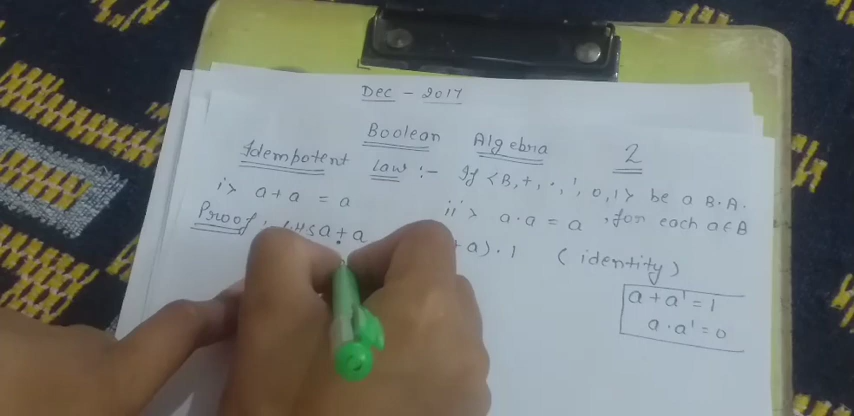 Dec - 2017
Boolean Algebra 2
Idempotent Law :- If <B, +, ·, ', 0, 1> be a B.A.
i> a + a = a ii> a · a = a , for each a ∈ B
Proof : LHS a + a + a) · 1 (identity)
a + a' = 1
a · a' = 0